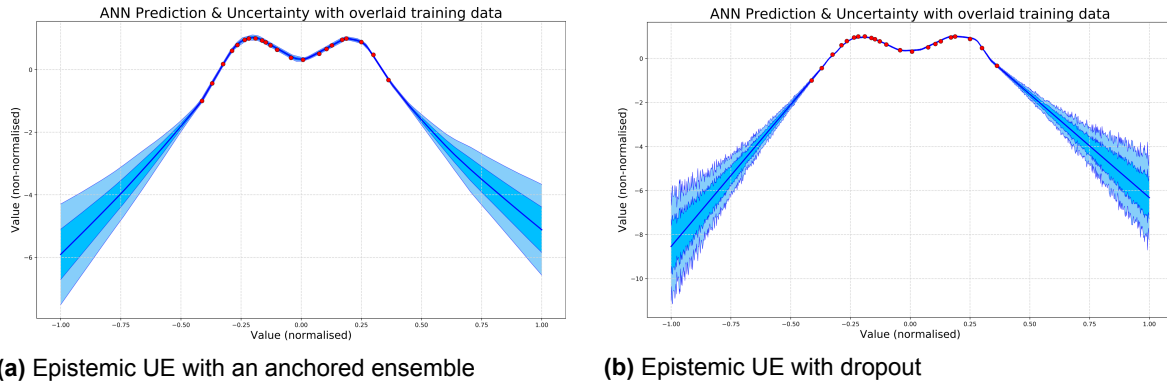 ANN Prediction & Uncertainty with overlaid training data
0
−2
−4
−6
Value (non-normalised)
−1.00 −0.75 −0.50 −0.25 0.00 0.25 0.50 0.75 1.00
Value (normalised)
(a) Epistemic UE with an anchored ensemble
ANN Prediction & Uncertainty with overlaid training data
0
−2
−4
−6
−8
−10
Value (non-normalised)
−1.00 −0.75 −0.50 −0.25 0.00 0.25 0.50 0.75 1.00
Value (normalised)
(b) Epistemic UE with dropout